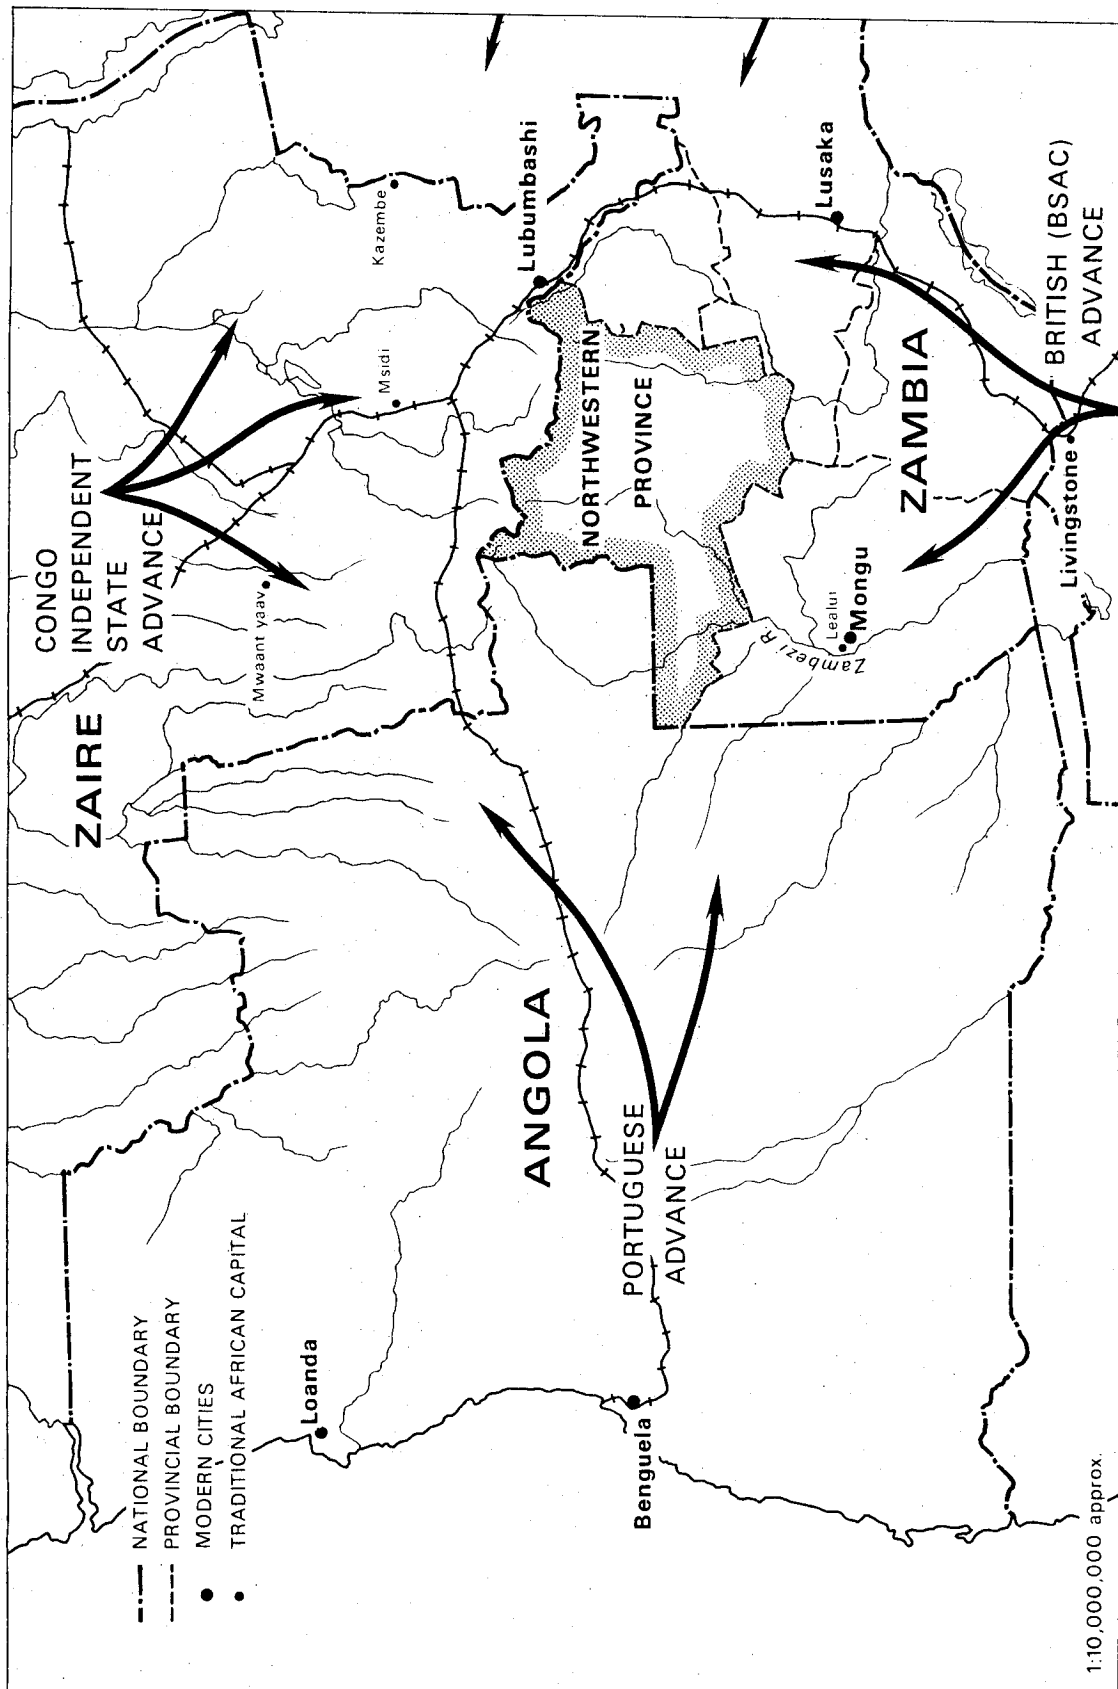 CONGO
INDEPENDENT
STATE
ADVANCE
ZAIRE
Mwaant yaav
Kazembe
Msidi
Lubumbashi
NORTHWESTERN
PROVINCE
Lusaka
ZAMBIA
BRITISH (BSAC)
ADVANCE
Livingstone
Lealui
Mongu
Zambezi R
ANGOLA
PORTUGUESE
ADVANCE
Loanda
Benguela
NATIONAL BOUNDARY
PROVINCIAL BOUNDARY
MODERN CITIES
TRADITIONAL AFRICAN CAPITAL
1:10,000,000 approx.